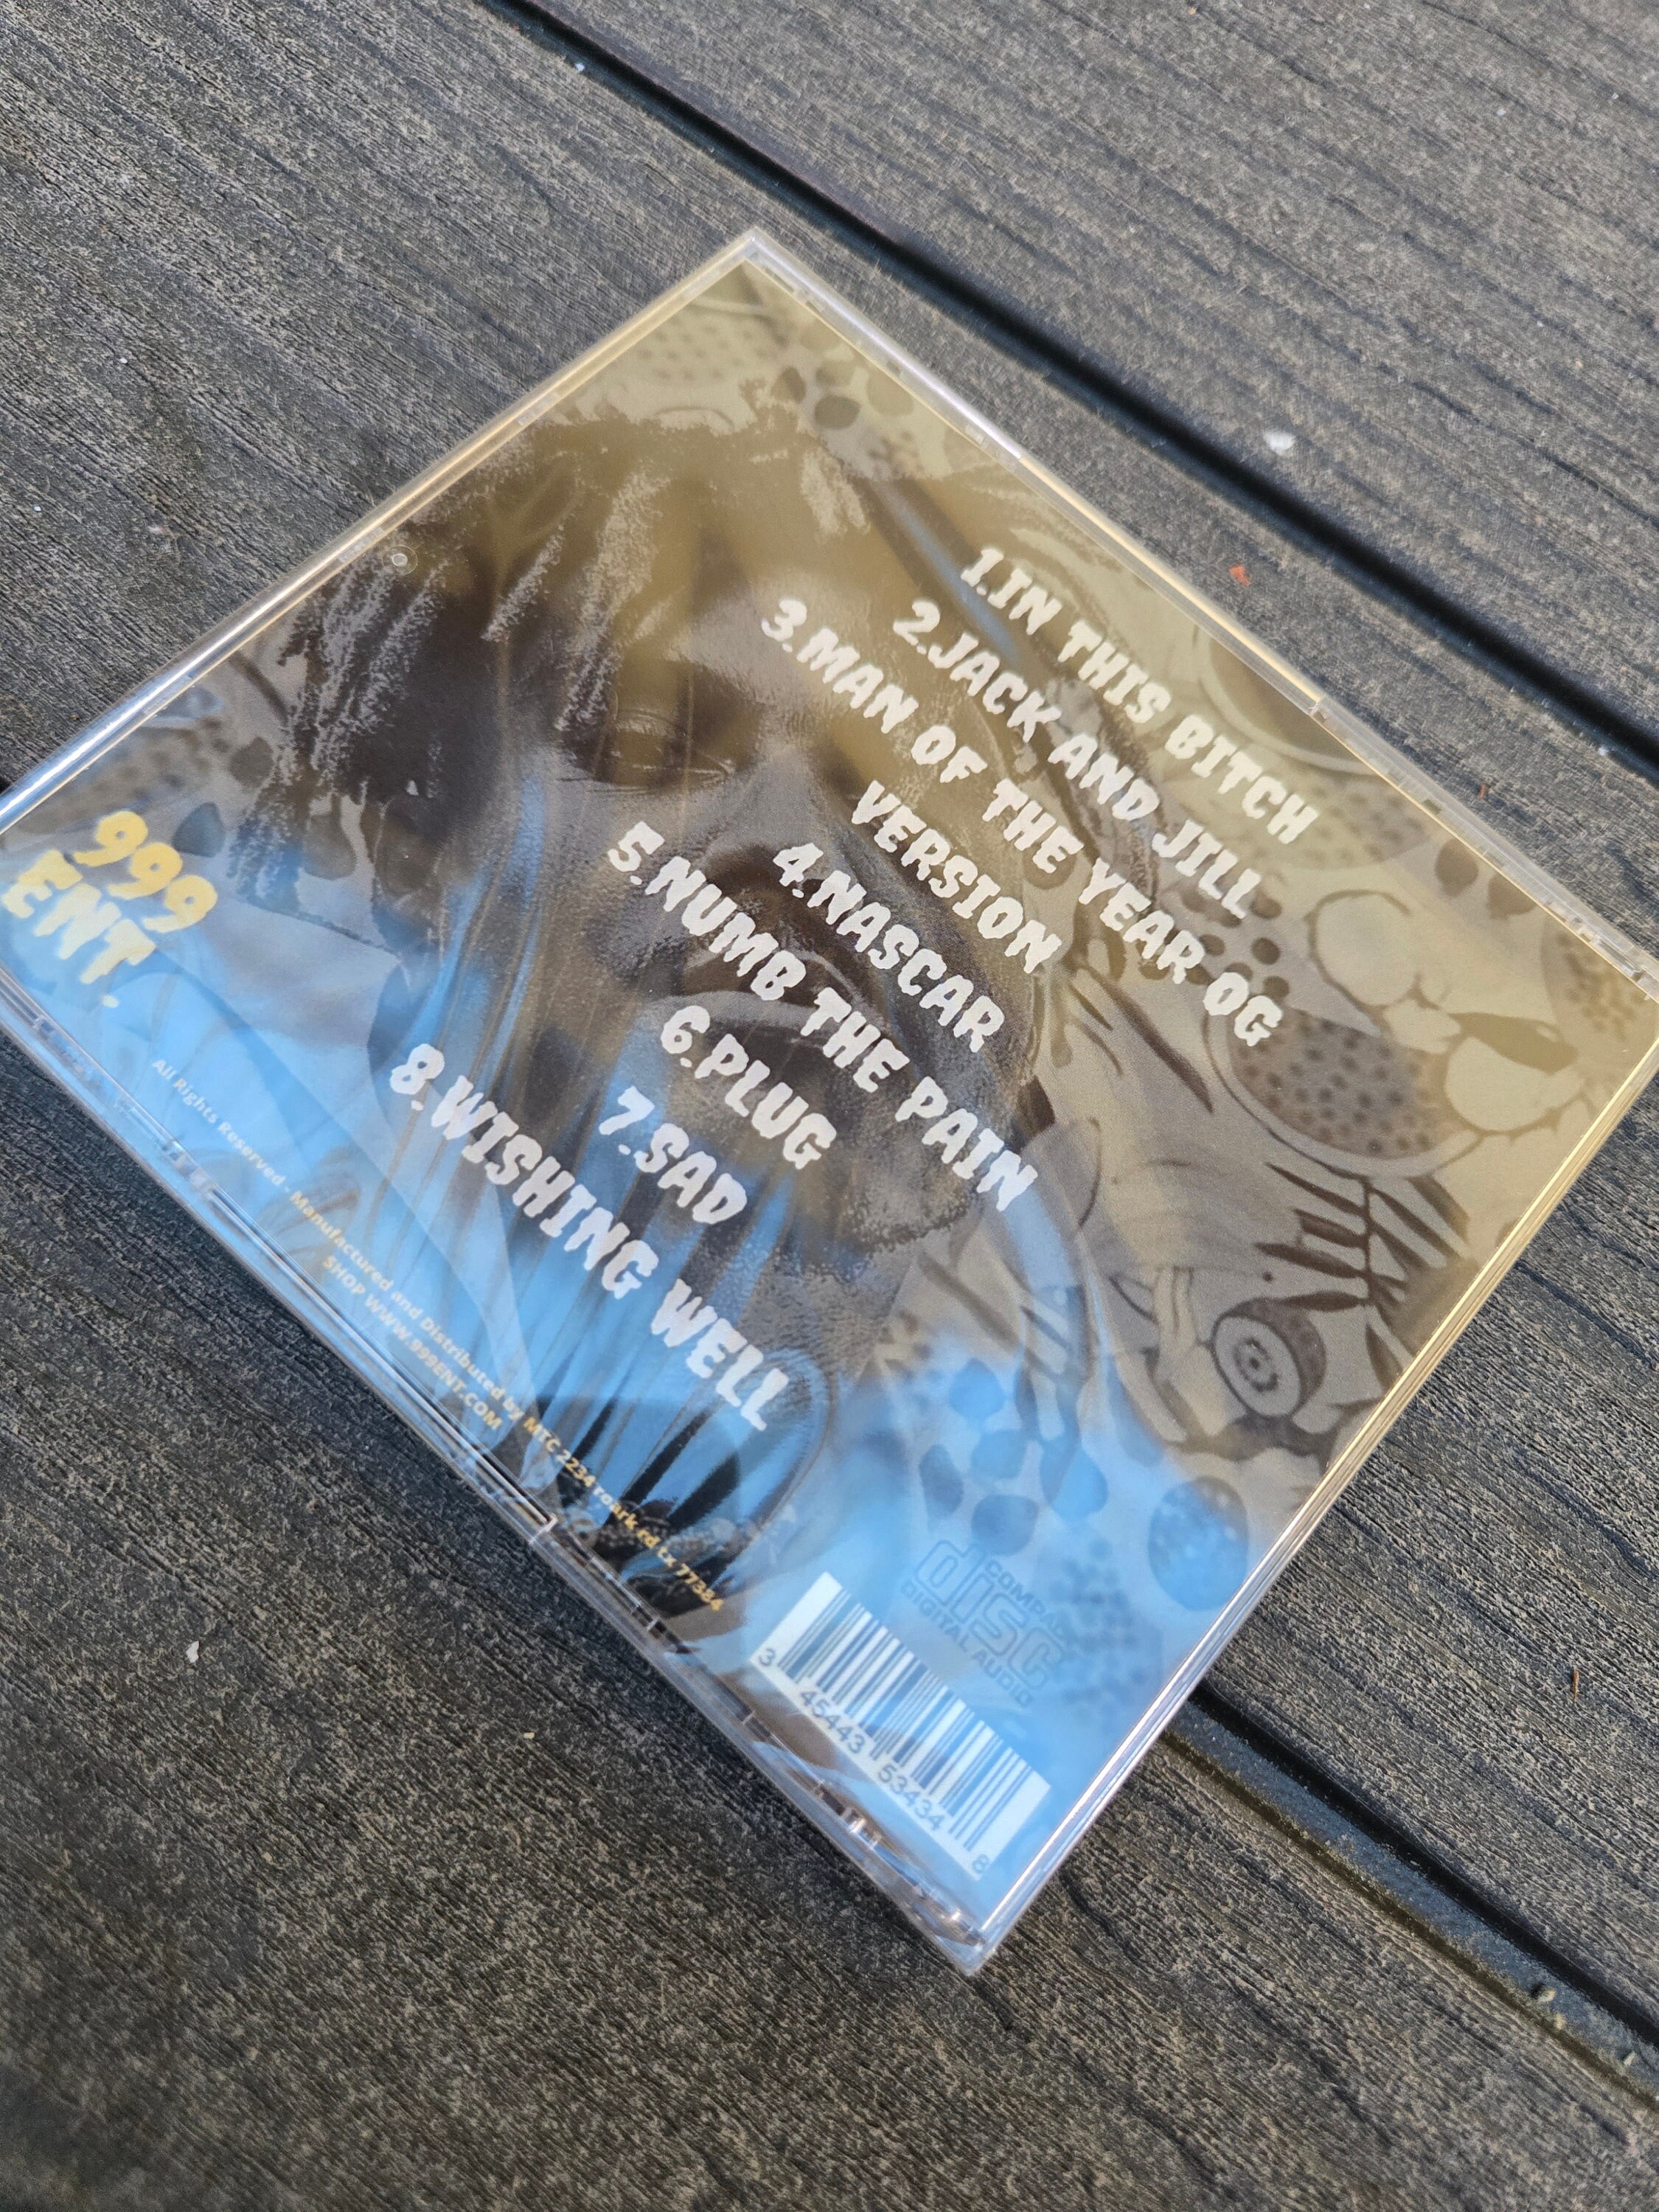 1.IN THIS BITCH
2.JACK AND JILL
3.MAN OF THE YEAR OG
VERSION
4.NASCAR
5.NUMB THE PAIN
6.PLUG
7.SAD
8.WISHING WELL
999
ENT.
All Rights Reserved - Manufactured and Distributed by MTC 2234 roark rd tx 77384
SHOP WWW.999ENT.COM
COMPACT
disc
DIGITAL AUDIO
3 45443 53434 8